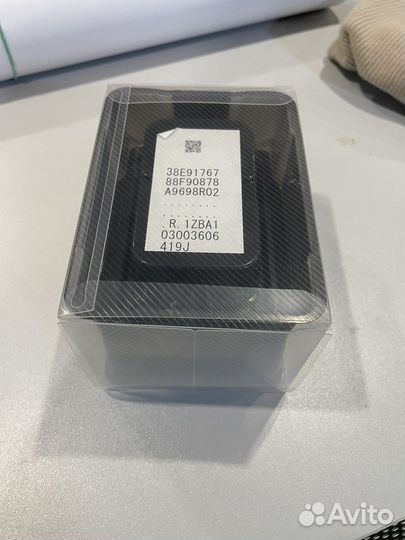 38E91767
88F90878
A9698R02
........
........
.R.1ZBA1
03003606
419J
Avito